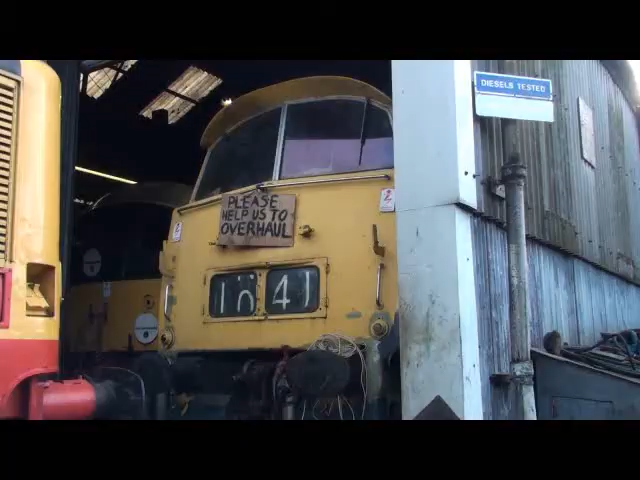 DIESELS TESTED
PLEASE
HELP US TO
OVERHAUL
1041